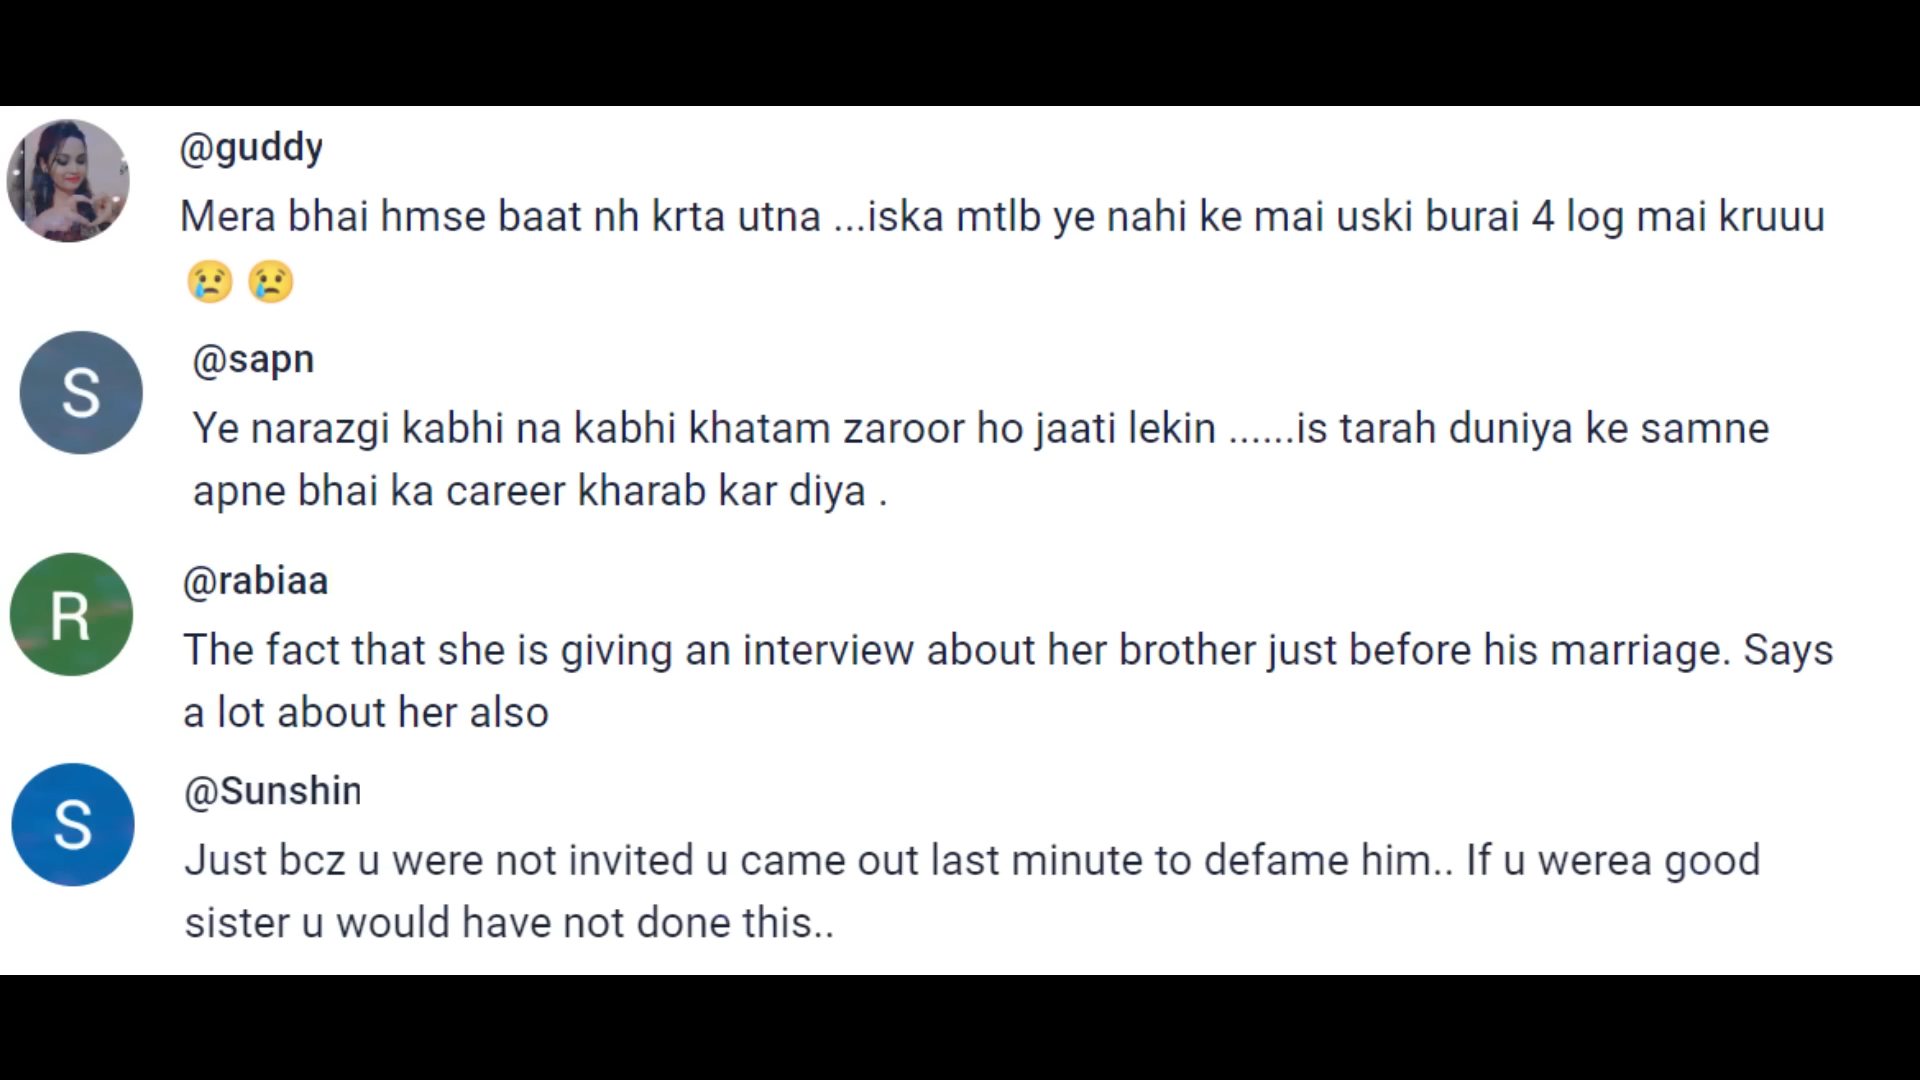 @guddy
Mera bhai hmse baat nh krta utna ...iska mtlb ye nahi ke mai uski burai 4 log mai kruuu
😢 😢
S
@sapn
Ye narazgi kabhi na kabhi khatam zaroor ho jaati lekin ......is tarah duniya ke samne
apne bhai ka career kharab kar diya .
R
@rabiaa
The fact that she is giving an interview about her brother just before his marriage. Says
a lot about her also
S
@Sunshin
Just bcz u were not invited u came out last minute to defame him.. If u werea good
sister u would have not done this..